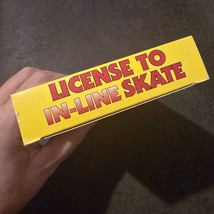 LICENSE TO
IN-LINE SKATE